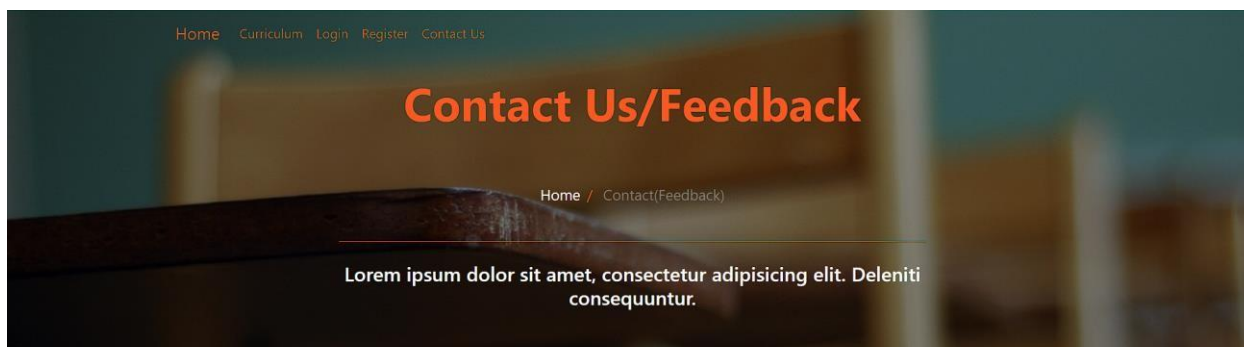 Home Curriculum Login Register Contact Us
Contact Us/Feedback
Home / Contact(Feedback)
Lorem ipsum dolor sit amet, consectetur adipisicing elit. Deleniti
consequuntur.